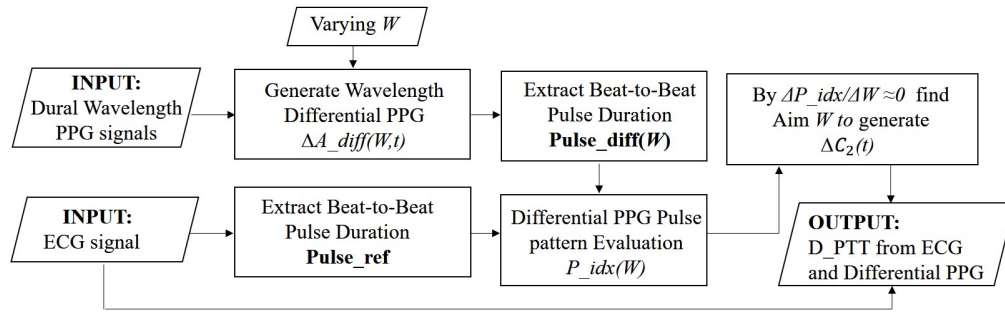 Varying W
INPUT:
Dural Wavelength
PPG signals
Generate Wavelength
Differential PPG
ΔA_diff(W,t)
Extract Beat-to-Beat
Pulse Duration
Pulse_diff(W)
By ΔP_idx/ΔW ≈0 find
Aim W to generate
ΔC₂(t)
INPUT:
ECG signal
Extract Beat-to-Beat
Pulse Duration
Pulse_ref
Differential PPG Pulse
pattern Evaluation
P_idx(W)
OUTPUT:
D_PTT from ECG
and Differential PPG